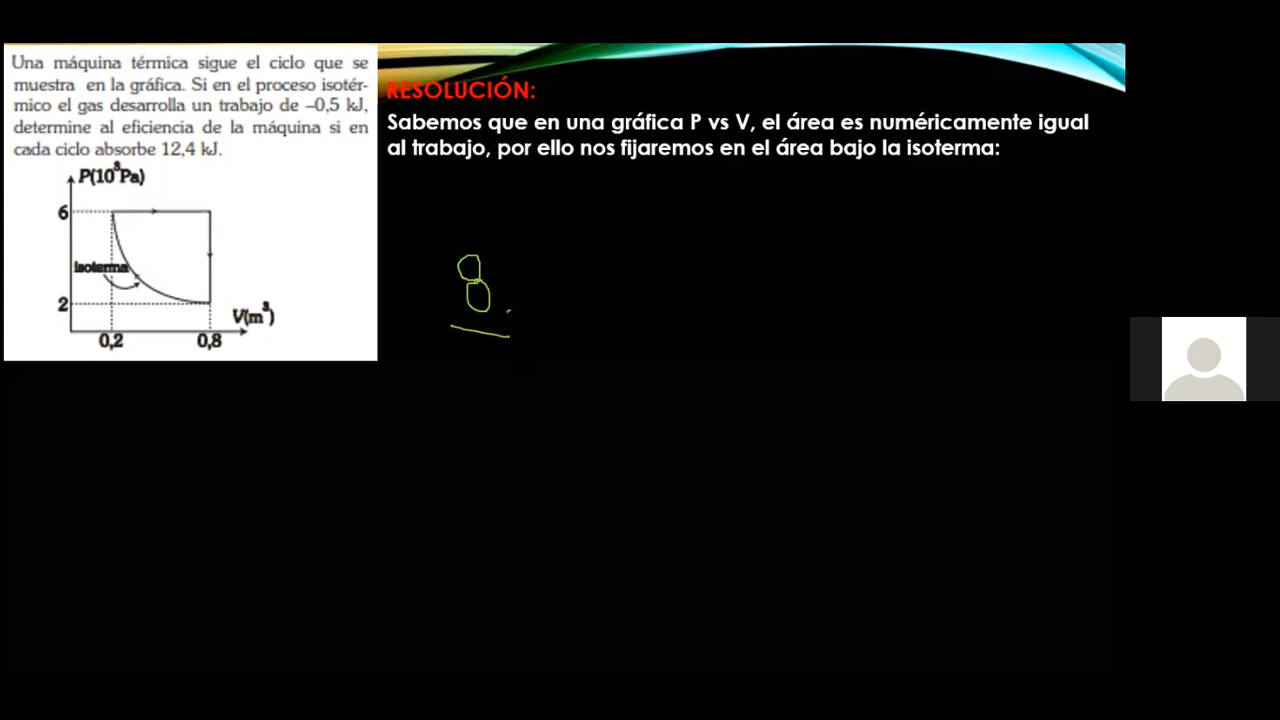 Una máquina térmica sigue el ciclo que se
muestra en la gráfica. Si en el proceso isotér-
mico el gas desarrolla un trabajo de –0,5 kJ,
determine al eficiencia de la máquina si en
cada ciclo absorbe 12,4 kJ.
P(10³Pa)
6
isoterma
2
V(m³)
0,2
0,8
RESOLUCIÓN:
Sabemos que en una gráfica P vs V, el área es numéricamente igual
al trabajo, por ello nos fijaremos en el área bajo la isoterma:
8.